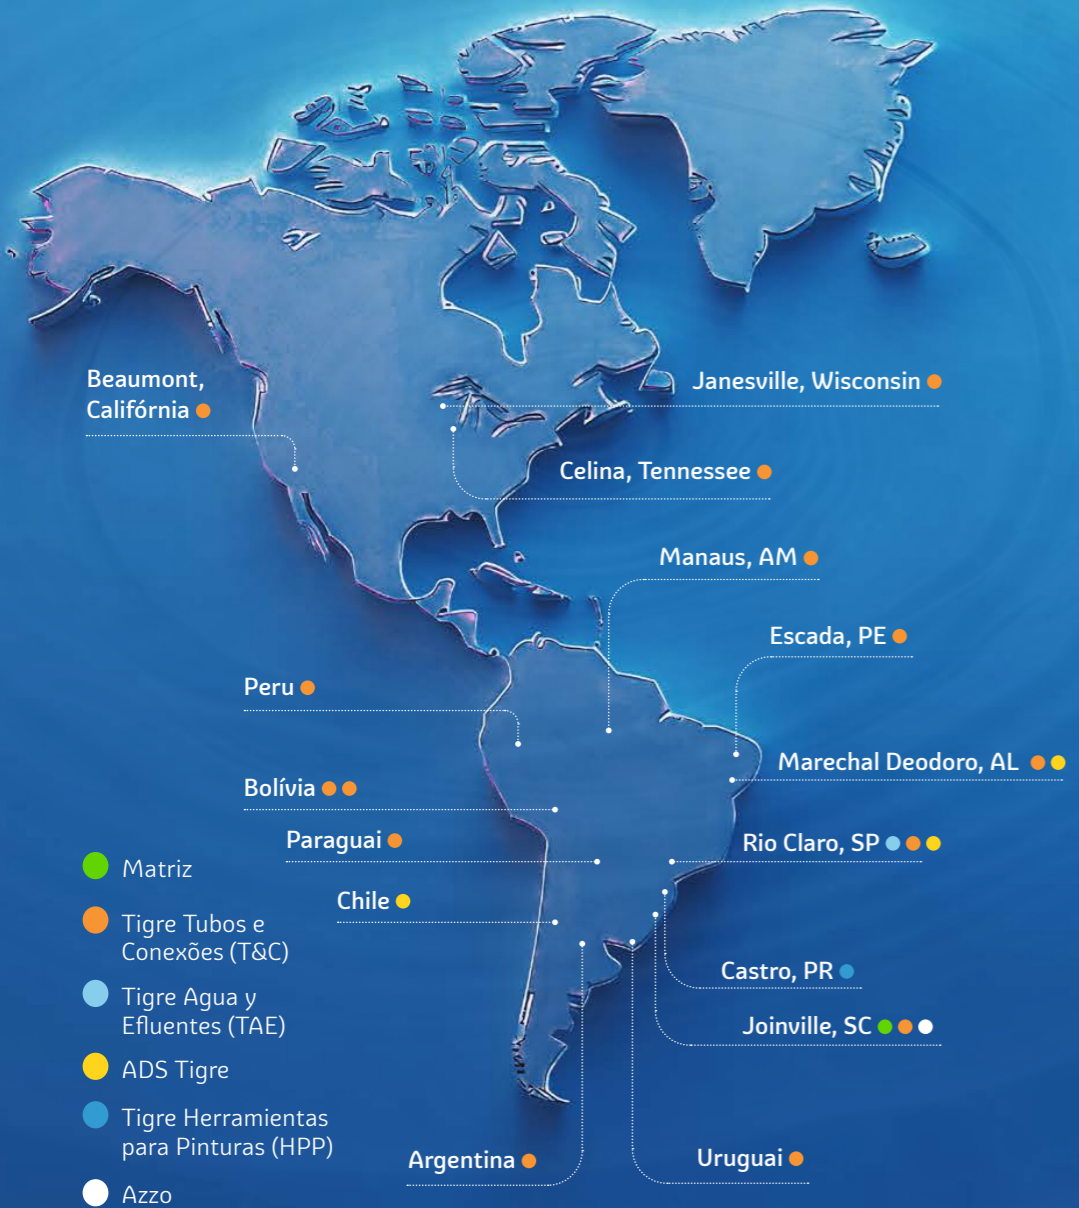 Beaumont,
Califórnia
Janesville, Wisconsin
Celina, Tennessee
Manaus, AM
Escada, PE
Peru
Marechal Deodoro, AL
Bolívia
Paraguai
Rio Claro, SP
Chile
Castro, PR
Joinville, SC
Argentina
Uruguai
Matriz
Tigre Tubos e
Conexões (T&C)
Tigre Agua y
Efluentes (TAE)
ADS Tigre
Tigre Herramientas
para Pinturas (HPP)
Azzo